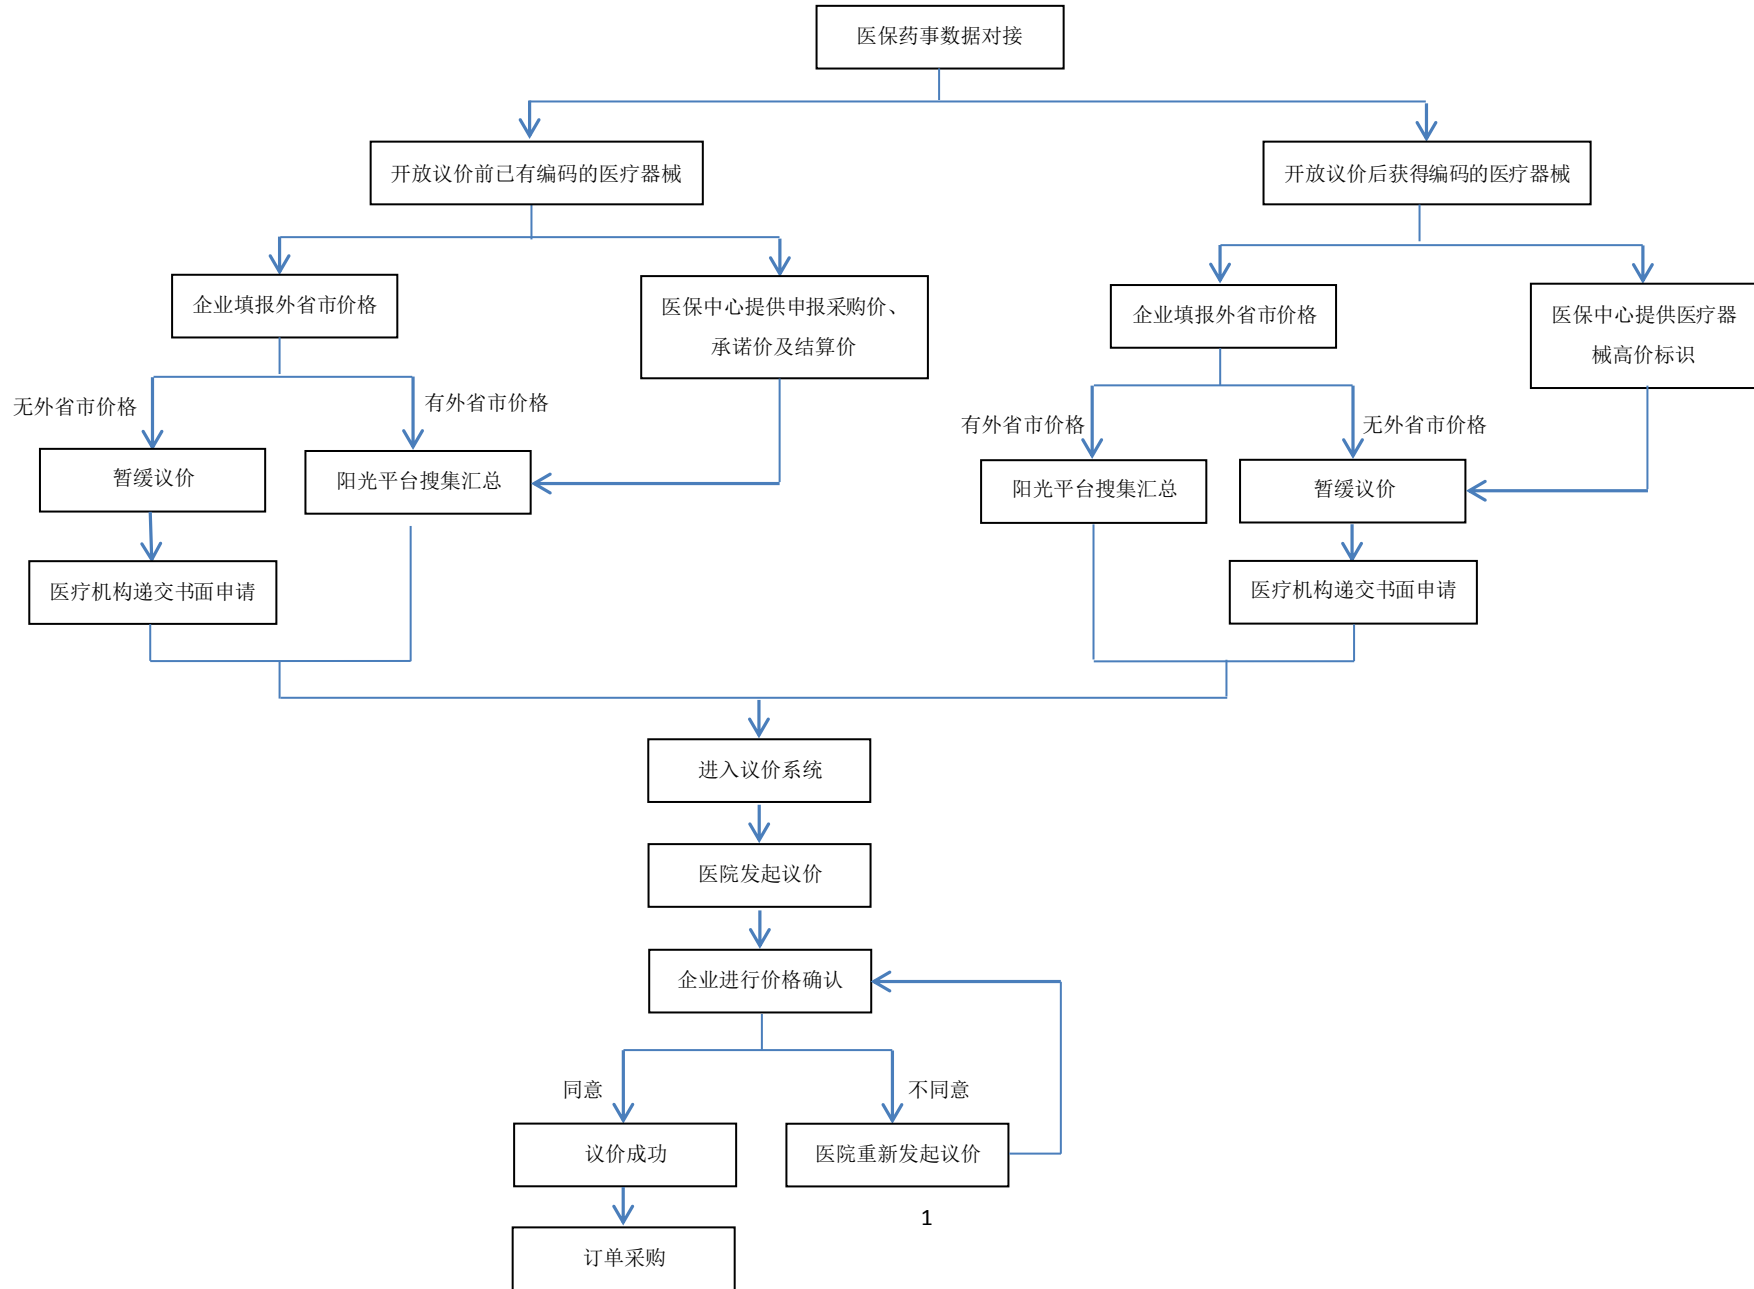 医保药事数据对接
开放议价前已有编码的医疗器械
开放议价后获得编码的医疗器械
企业填报外省市价格
医保中心提供申报采购价、
承诺价及结算价
企业填报外省市价格
医保中心提供医疗器
械高价标识
无外省市价格
有外省市价格
有外省市价格
无外省市价格
暂缓议价
阳光平台搜集汇总
阳光平台搜集汇总
暂缓议价
医疗机构递交书面申请
医疗机构递交书面申请
进入议价系统
医院发起议价
企业进行价格确认
同意
不同意
议价成功
医院重新发起议价
1
订单采购